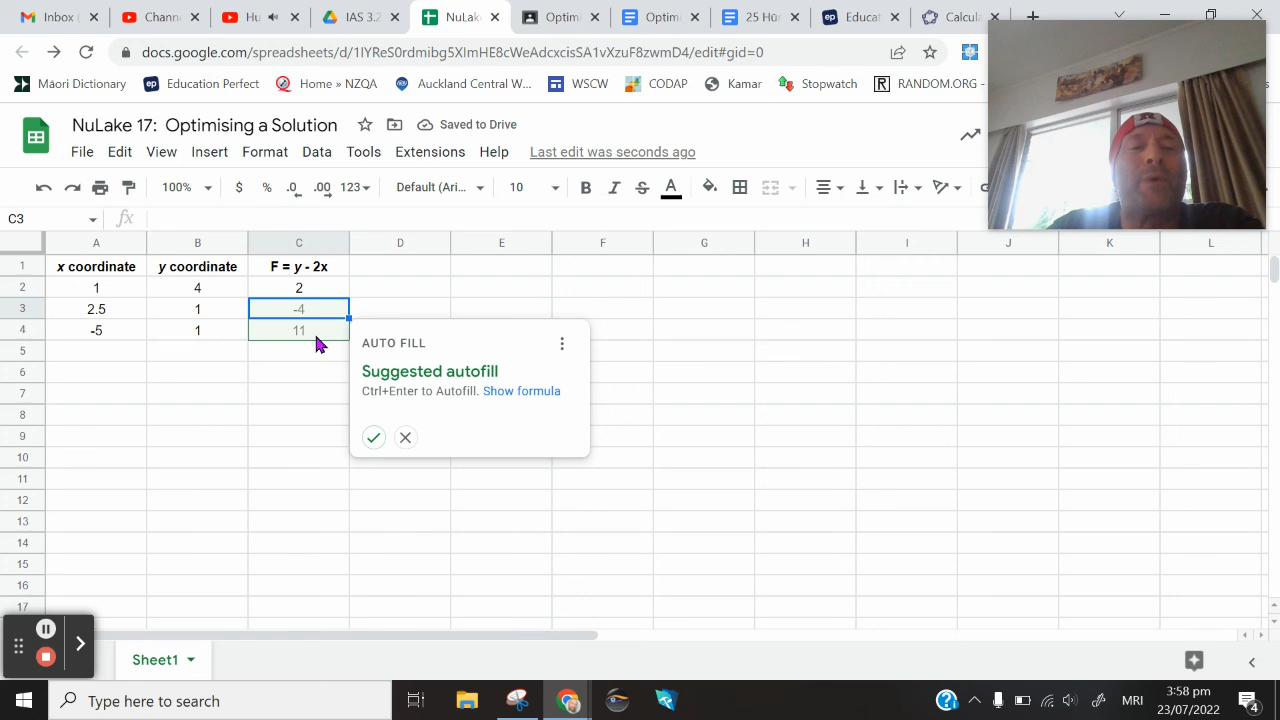 Channe
Hu
IAS 3.2
NuLak
Optim
Optim
25 Hür
Educat
Calcula
docs.google.com/spreadsheets/d/1lYReS0rdmibg5XImHE8cWeAdcxcisSA1vXzuF8zwmD4/edit#gid=0
Māori Dictionary
Education Perfect
Home » NZQA
Auckland Central W...
WSCW
CODAP
Kamar
Stopwatch
RANDOM.ORG -
NuLake 17: Optimising a Solution
Saved to Drive
File Edit View Insert Format Data Tools Extensions Help Last edit was seconds ago
100% $ % .0 .00 123 Default (Ari... 10 B I S A
C3 fx
A B C D E F G H I J K L
1 x coordinate y coordinate F = y - 2x
2 1 4 2
3 2.5 1 -4
4 -5 1 11
5
AUTO FILL
6
Suggested autofill
7
Ctrl+Enter to Autofill. Show formula
8
9
10
11
12
13
14
15
16
17
Sheet1
Type here to search
MRI
3:58 pm
23/07/2022
4